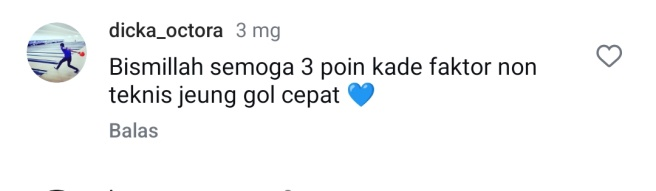 dicka_octora 3 mg
Bismillah semoga 3 poin kade faktor non
teknis jeung gol cepat 💙
Balas